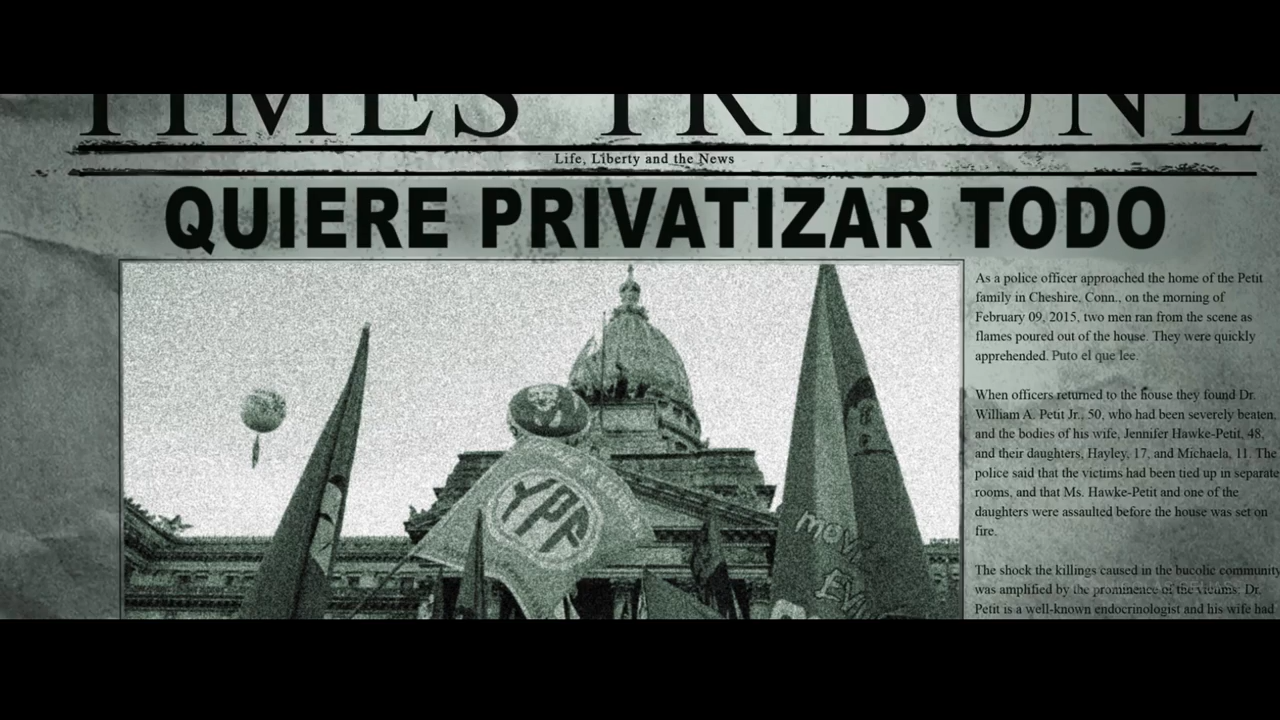 TIMES TRIBUNE
Life, Liberty and the News
QUIERE PRIVATIZAR TODO
As a police officer approached the home of the Petit
family in Cheshire, Conn., on the morning of
February 09, 2015, two men ran from the scene as
flames poured out of the house. They were quickly
apprehended. Puto el que lee.
When officers returned to the house they found Dr.
William A. Petit Jr., 50, who had been severely beaten,
and the bodies of his wife, Jennifer Hawke-Petit, 48,
and their daughters, Hayley, 17, and Michaela, 11. The
police said that the victims had been tied up in separate
rooms, and that Ms. Hawke-Petit and one of the
daughters were assaulted before the house was set on
fire.
The shock the killings caused in the bucolic community
was amplified by the prominence of the victims: Dr.
Petit is a well-known endocrinologist and his wife had
YPF